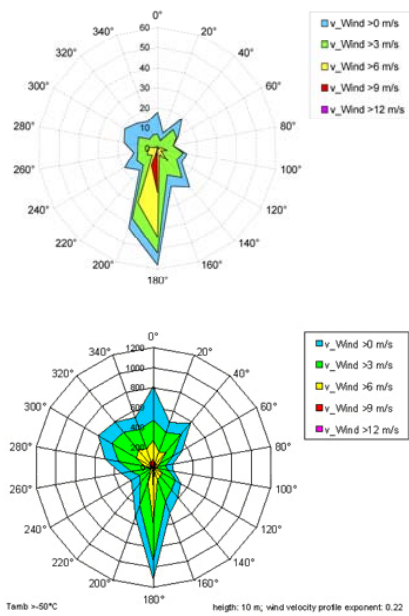 0°
340° 20°
320° 40°
300° 60°
280° 80°
260° 100°
240° 120°
220° 140°
200° 160°
180°
60
50
40
30
20
10
0
v_Wind >0 m/s
v_Wind >3 m/s
v_Wind >6 m/s
v_Wind >9 m/s
v_Wind >12 m/s
0°
340° 20°
320° 40°
300° 60°
280° 80°
260° 100°
240° 120°
220° 140°
200° 160°
180°
1200
1000
800
600
400
200
0
v_Wind >0 m/s
v_Wind >3 m/s
v_Wind >6 m/s
v_Wind >9 m/s
v_Wind >12 m/s
Tamb >-50°C
heigth: 10 m; wind velocity profile exponent: 0.22